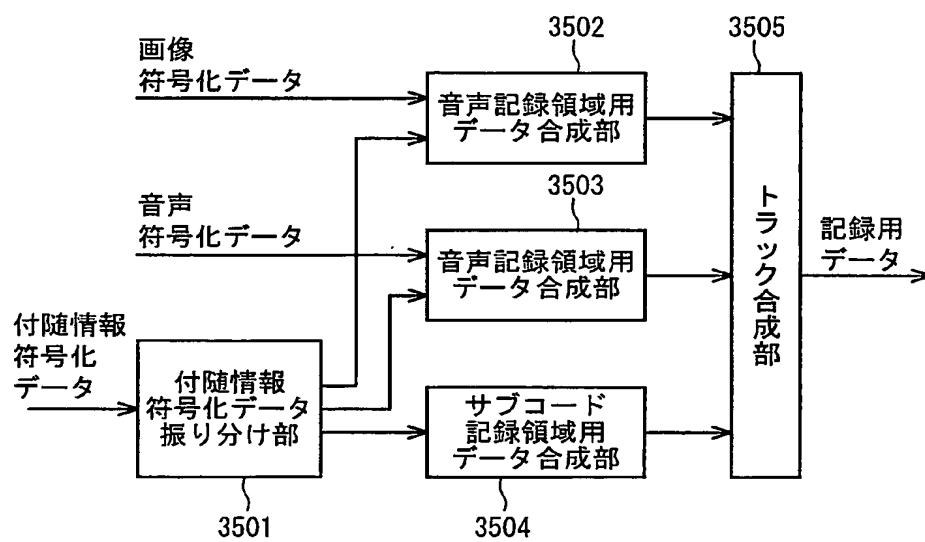 3502
3505
画像
符号化データ
音声記録領域用
データ合成部
3503
音声
符号化データ
音声記録領域用
データ合成部
トラック合成部
記録用
データ
付随情報
符号化
データ
付随情報
符号化データ
振り分け部
サブコード
記録領域用
データ合成部
3501
3504